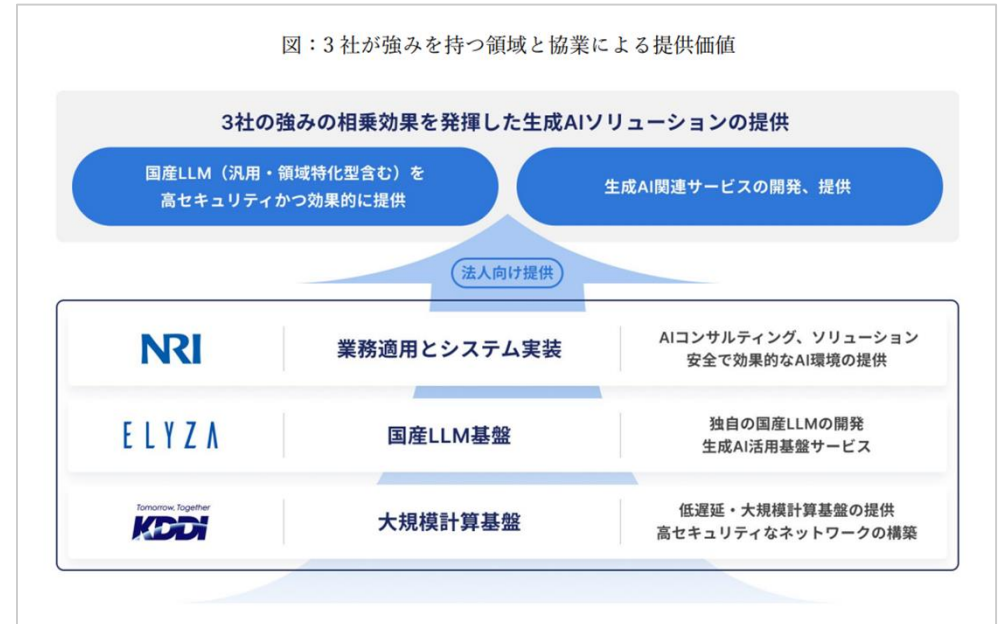 図：3 社が強みを持つ領域と協業による提供価値
3社の強みの相乗効果を発揮した生成AIソリューションの提供
国産LLM（汎用・領域特化型含む）を
高セキュリティかつ効果的に提供
生成AI関連サービスの開発、提供
法人向け提供
NRI
業務適用とシステム実装
AIコンサルティング、ソリューション
安全で効果的なAI環境の提供
ELYZA
国産LLM基盤
独自の国産LLMの開発
生成AI活用基盤サービス
Tomorrow, Together
KDDI
大規模計算基盤
低遅延・大規模計算基盤の提供
高セキュリティなネットワークの構築